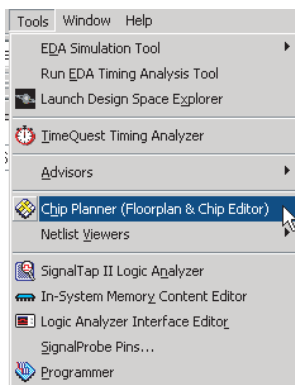 Tools Window Help
EDA Simulation Tool
Run EDA Timing Analysis Tool
Launch Design Space Explorer
TimeQuest Timing Analyzer
Advisors
Chip Planner (Floorplan & Chip Editor)
Netlist Viewers
SignalTap II Logic Analyzer
In-System Memory Content Editor
Logic Analyzer Interface Editor
SignalProbe Pins...
Programmer